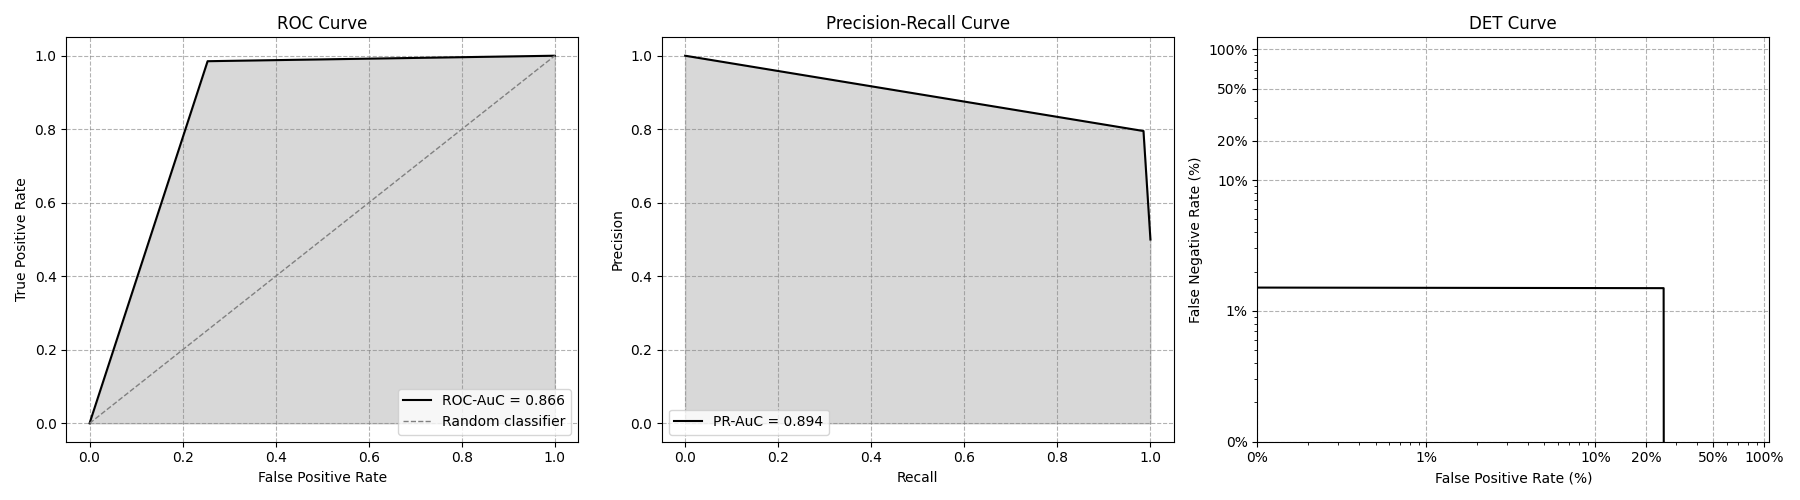 ROC Curve
True Positive Rate
1.0
0.8
0.6
0.4
0.2
0.0
0.0 0.2 0.4 0.6 0.8 1.0
False Positive Rate
ROC-AuC = 0.866
Random classifier
Precision-Recall Curve
Precision
1.0
0.8
0.6
0.4
0.2
0.0
0.0 0.2 0.4 0.6 0.8 1.0
Recall
PR-AuC = 0.894
DET Curve
False Negative Rate (%)
100%
50%
20%
10%
1%
0%
0% 1% 10% 20% 50% 100%
False Positive Rate (%)